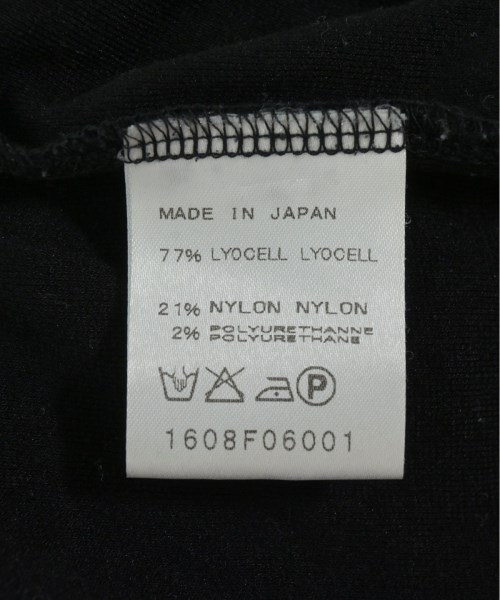 MADE IN JAPAN
77% LYOCELL LYOCELL
21% NYLON NYLON
2% POLYURETHANNE
POLYURETHANE
P
1608F06001